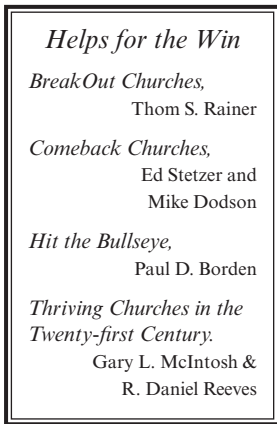 Helps for the Win
BreakOut Churches,
Thom S. Rainer
Comeback Churches,
Ed Stetzer and
Mike Dodson
Hit the Bullseye,
Paul D. Borden
Thriving Churches in the
Twenty-first Century.
Gary L. McIntosh &
R. Daniel Reeves